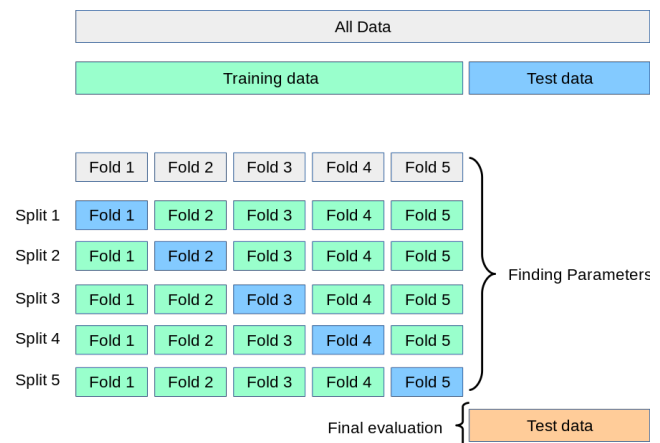 All Data
Training data Test data
Fold 1 Fold 2 Fold 3 Fold 4 Fold 5
Split 1 Fold 1 Fold 2 Fold 3 Fold 4 Fold 5
Split 2 Fold 1 Fold 2 Fold 3 Fold 4 Fold 5
Finding Parameters
Split 3 Fold 1 Fold 2 Fold 3 Fold 4 Fold 5
Split 4 Fold 1 Fold 2 Fold 3 Fold 4 Fold 5
Split 5 Fold 1 Fold 2 Fold 3 Fold 4 Fold 5
Final evaluation Test data